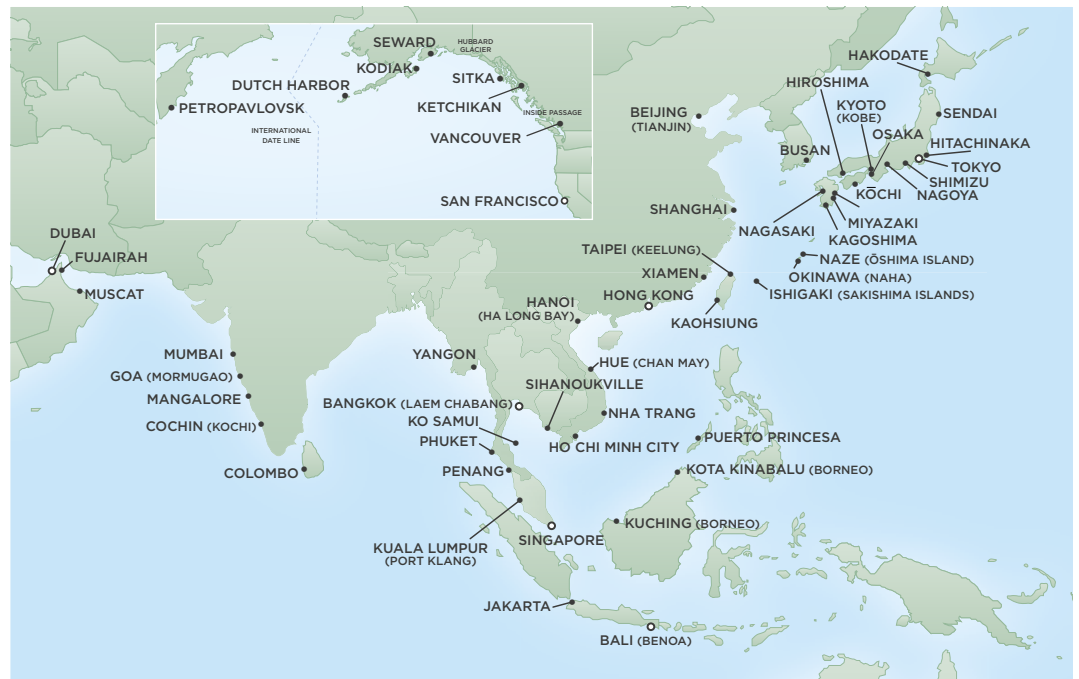 SEWARD
HUBBARD
GLACIER
KODIAK
DUTCH HARBOR
SITKA
PETROPAVLOVSK
KETCHIKAN
INSIDE PASSAGE
INTERNATIONAL
DATE LINE
VANCOUVER
SAN FRANCISCO
HAKODATE
HIROSHIMA
BEIJING
(TIANJIN)
KYOTO
(KOBE)
SENDAI
OSAKA
BUSAN
HITACHINAKA
TOKYO
SHIMIZU
KŌCHI
NAGOYA
SHANGHAI
NAGASAKI
MIYAZAKI
KAGOSHIMA
DUBAI
FUJAIRAH
MUSCAT
TAIPEI (KEELUNG)
NAZE (ŌSHIMA ISLAND)
XIAMEN
OKINAWA (NAHA)
HONG KONG
ISHIGAKI (SAKISHIMA ISLANDS)
HANOI
(HA LONG BAY)
KAOHSIUNG
MUMBAI
YANGON
HUE (CHAN MAY)
GOA (MORMUGAO)
SIHANOUKVILLE
MANGALORE
BANGKOK (LAEM CHABANG)
NHA TRANG
COCHIN (KOCHI)
KO SAMUI
PHUKET
HO CHI MINH CITY
PUERTO PRINCESA
COLOMBO
PENANG
KOTA KINABALU (BORNEO)
KUCHING (BORNEO)
SINGAPORE
KUALA LUMPUR
(PORT KLANG)
JAKARTA
BALI (BENOA)